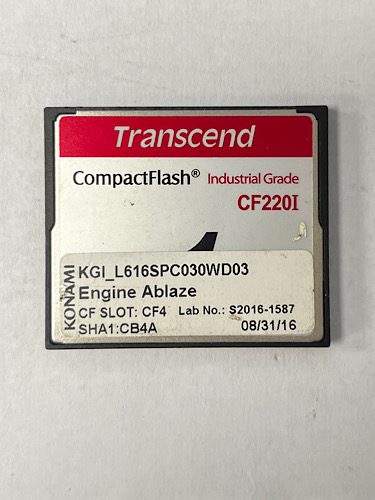 Transcend
CompactFlash® Industrial Grade
CF220I
KONAMI
KGI_L616SPC030WD03
Engine Ablaze
CF SLOT: CF4 Lab No.: S2016-1587
SHA1:CB4A 08/31/16